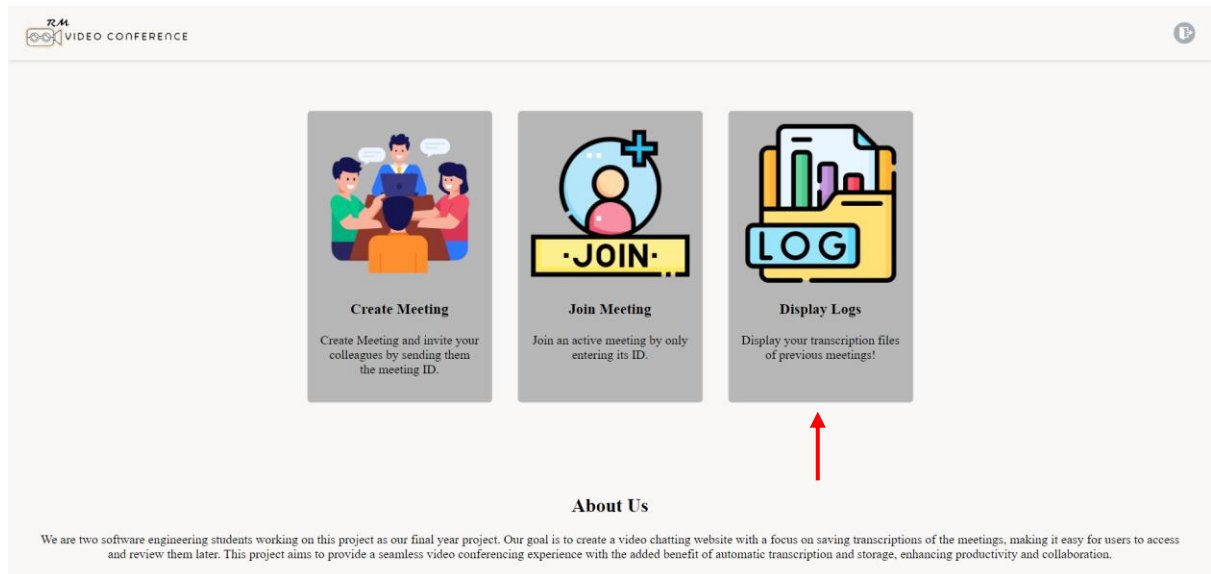 RM
VIDEO CONFERENCE
·JOIN·
LOG
Create Meeting
Create Meeting and invite your
colleagues by sending them
the meeting ID.
Join Meeting
Join an active meeting by only
entering its ID.
Display Logs
Display your transcription files
of previous meetings!
About Us
We are two software engineering students working on this project as our final year project. Our goal is to create a video chatting website with a focus on saving transcriptions of the meetings, making it easy for users to access
and review them later. This project aims to provide a seamless video conferencing experience with the added benefit of automatic transcription and storage, enhancing productivity and collaboration.